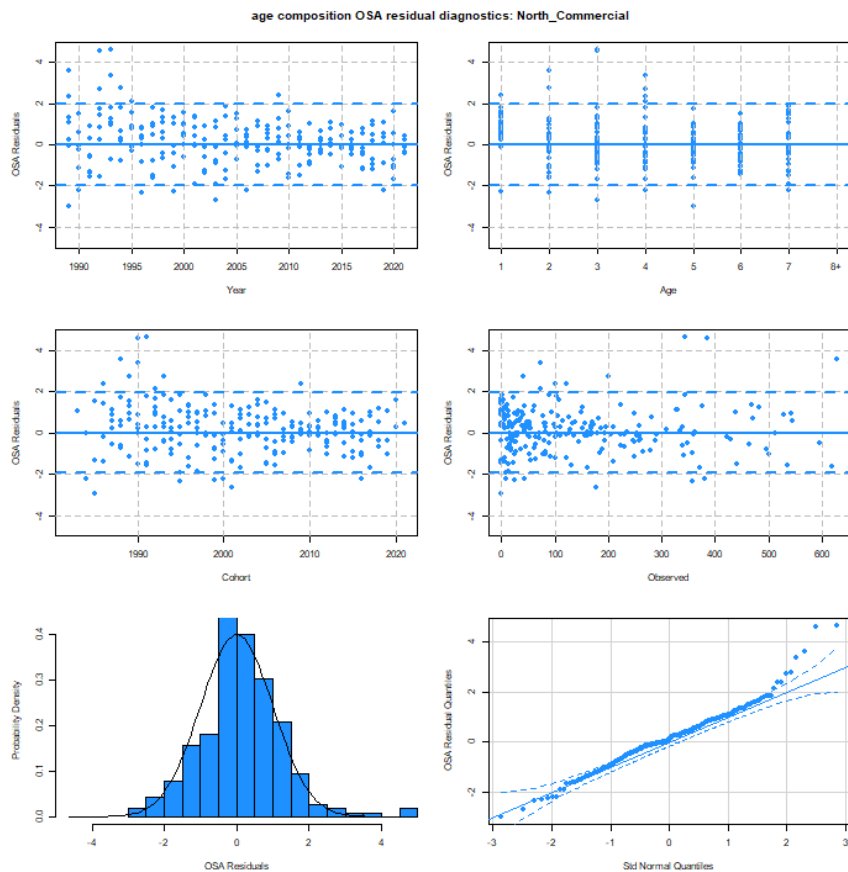 age composition OSA residual diagnostics: North_Commercial
OSA Residuals
4
2
0
-2
-4
1990 1995 2000 2005 2010 2015 2020
Year
OSA Residuals
4
2
0
-2
-4
1 2 3 4 5 6 7 8+
Age
OSA Residuals
4
2
0
-2
-4
1990 2000 2010 2020
Cohort
OSA Residuals
4
2
0
-2
-4
0 100 200 300 400 500 600
Observed
Probability Density
0.4
0.3
0.2
0.1
0.0
-4 -2 0 2 4
OSA Residuals
OSA Residual Quantiles
4
2
0
-2
-3 -2 -1 0 1 2 3
Std Normal Quantiles